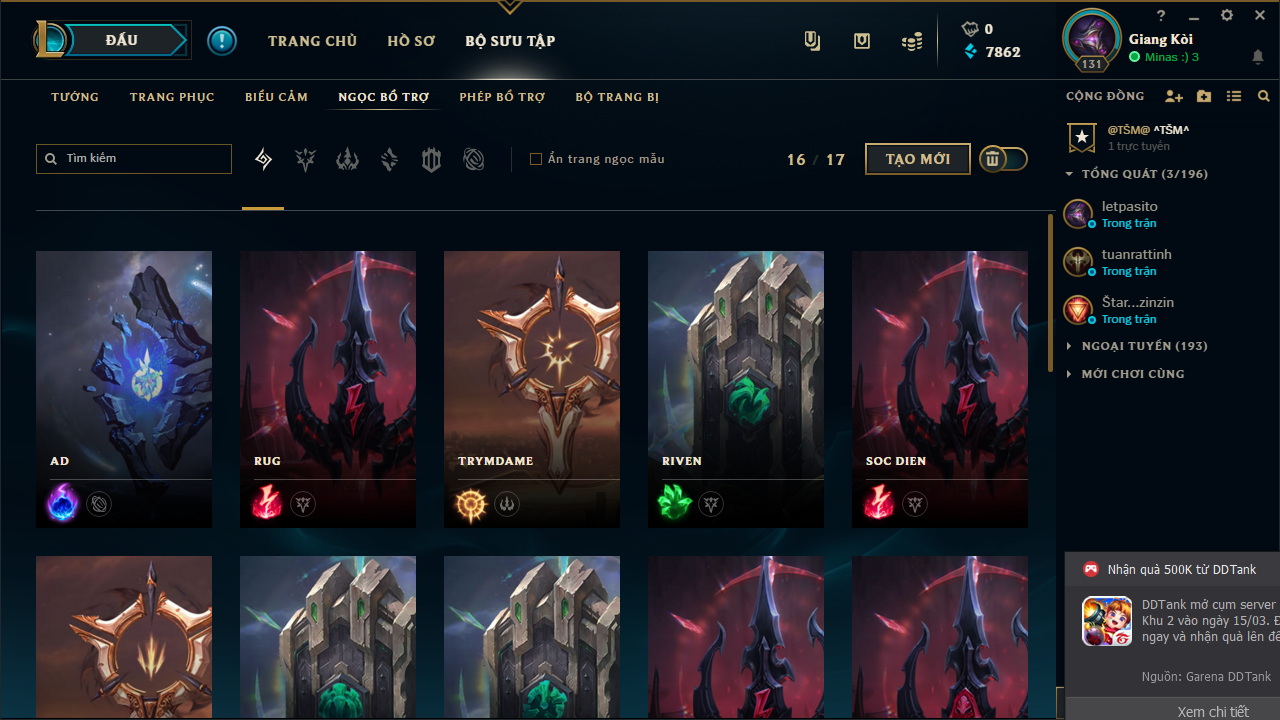 ĐẤU
!
TRANG CHỦ
HỒ SƠ
BỘ SƯU TẬP
0
7862
?
131
Giang Kòi
Minas :) 3
TƯỚNG
TRANG PHỤC
BIỂU CẢM
NGỌC BỔ TRỢ
PHÉP BỔ TRỢ
BỘ TRANG BỊ
Tìm kiếm
Ẩn trang ngọc mẫu
16 / 17
TẠO MỚI
AD
RUG
TRYMDAME
RIVEN
SOC DIEN
CỘNG ĐỒNG
@TŠM@ ^TŠM^
1 trực tuyến
TỔNG QUÁT (3/196)
letpasito
Trong trận
tuanrattinh
Trong trận
Štar...zinzin
Trong trận
NGOẠI TUYẾN (193)
MỚI CHƠI CÙNG
Nhận quà 500K từ DDTank
DDTank mở cụm server
Khu 2 vào ngày 15/03. Đ
ngay và nhận quà lên đế
Nguồn: Garena DDTank
Xem chi tiết